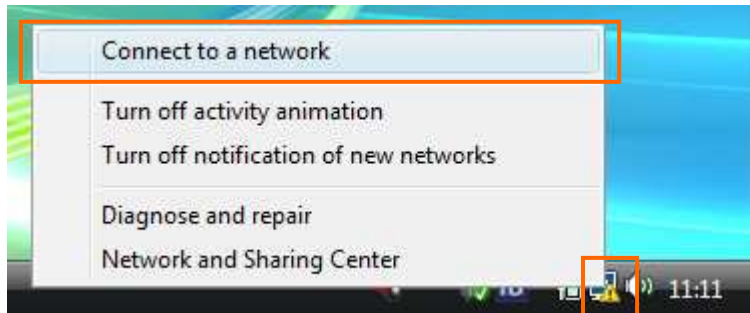 Connect to a network
Turn off activity animation
Turn off notification of new networks
Diagnose and repair
Network and Sharing Center
11:11